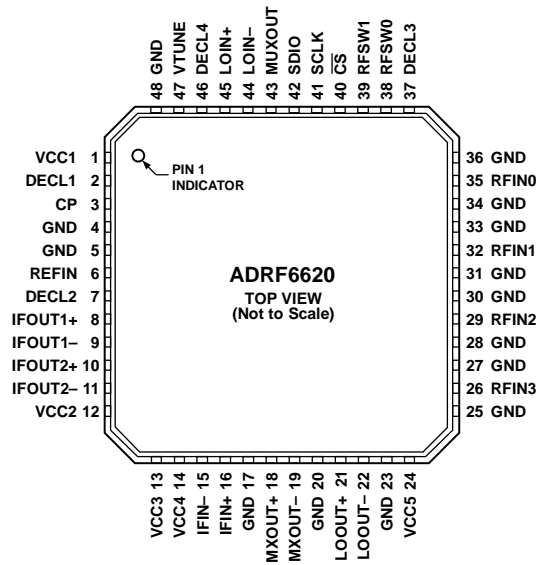 48 GND
47 VTUNE
46 DECL4
45 LOIN+
44 LOIN–
43 MUXOUT
42 SDIO
41 SCLK
40 CS
39 RFSW1
38 RFSW0
37 DECL3
VCC1 1
DECL1 2
CP 3
GND 4
GND 5
REFIN 6
DECL2 7
IFOUT1+ 8
IFOUT1– 9
IFOUT2+ 10
IFOUT2– 11
VCC2 12
PIN 1
INDICATOR
ADRF6620
TOP VIEW
(Not to Scale)
36 GND
35 RFIN0
34 GND
33 GND
32 RFIN1
31 GND
30 GND
29 RFIN2
28 GND
27 GND
26 RFIN3
25 GND
VCC3 13
VCC4 14
IFIN– 15
IFIN+ 16
GND 17
MXOUT+ 18
MXOUT– 19
GND 20
LOOUT+ 21
LOOUT– 22
GND 23
VCC5 24